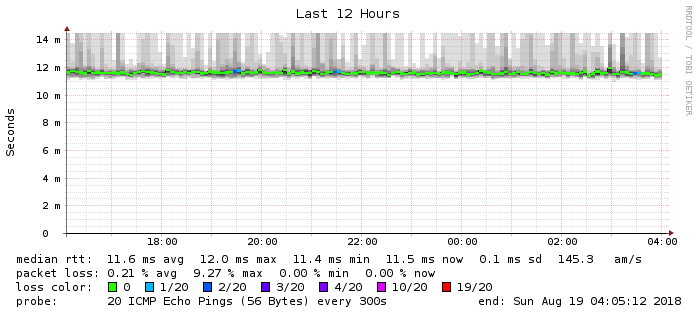 Last 12 Hours
RRDTOOL / TOBI OETIKER
Seconds
14 m
12 m
10 m
8 m
6 m
4 m
2 m
0
18:00 20:00 22:00 00:00 02:00 04:00
median rtt: 11.6 ms avg 12.0 ms max 11.4 ms min 11.5 ms now 0.1 ms sd 145.3 am/s
packet loss: 0.21 % avg 9.27 % max 0.00 % min 0.00 % now
loss color: 0 1/20 2/20 3/20 4/20 10/20 19/20
probe: 20 ICMP Echo Pings (56 Bytes) every 300s end: Sun Aug 19 04:05:12 2018